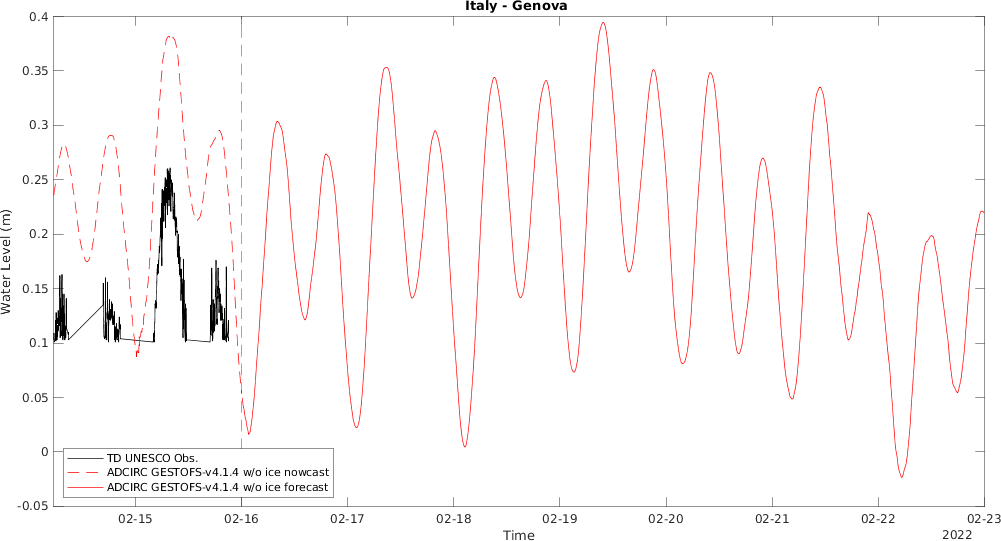 Italy - Genova
Water Level (m)
0.4
0.35
0.3
0.25
0.2
0.15
0.1
0.05
0
-0.05
TD UNESCO Obs.
ADCIRC GESTOFS-v4.1.4 w/o ice nowcast
ADCIRC GESTOFS-v4.1.4 w/o ice forecast
02-15 02-16 02-17 02-18 02-19 02-20 02-21 02-22 02-23
Time
2022